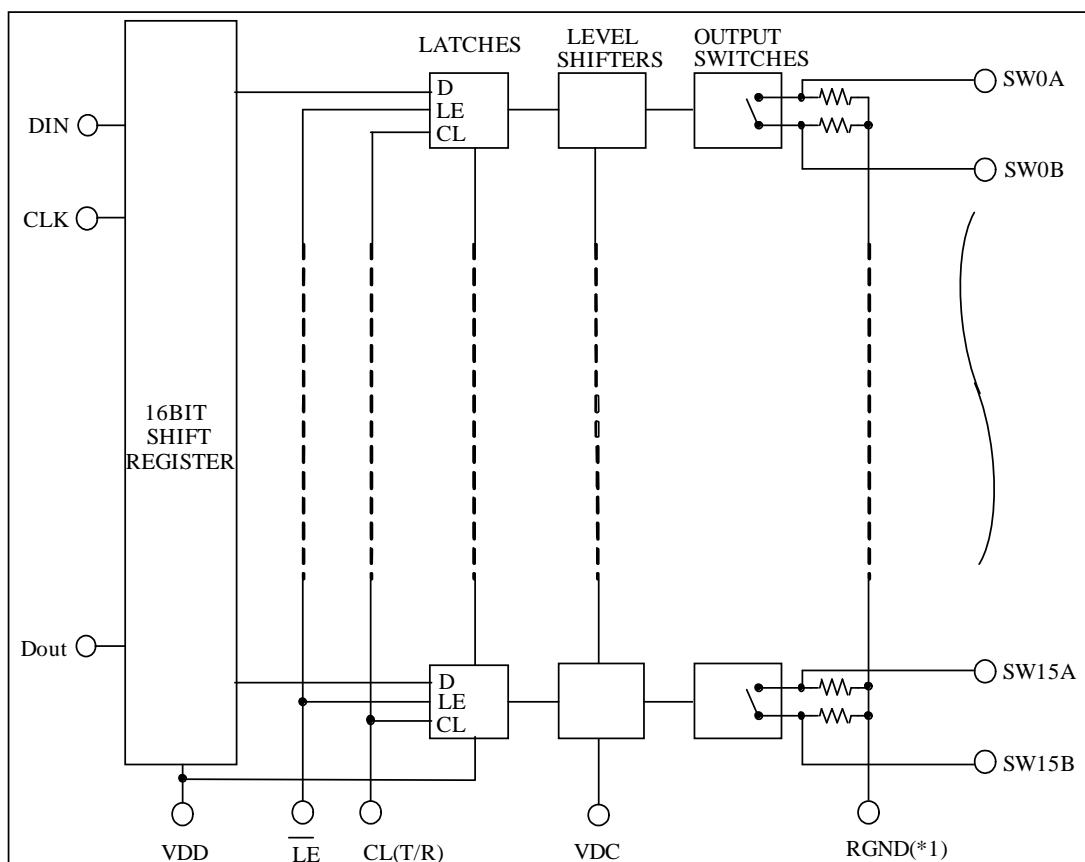 LATCHES
LEVEL
SHIFTERS
OUTPUT
SWITCHES
D
LE
CL
SW0A
DIN
SW0B
CLK
16BIT
SHIFT
REGISTER
Dout
D
LE
CL
SW15A
SW15B
VDD
L̅E̅
CL(T/R)
VDC
RGND(*1)